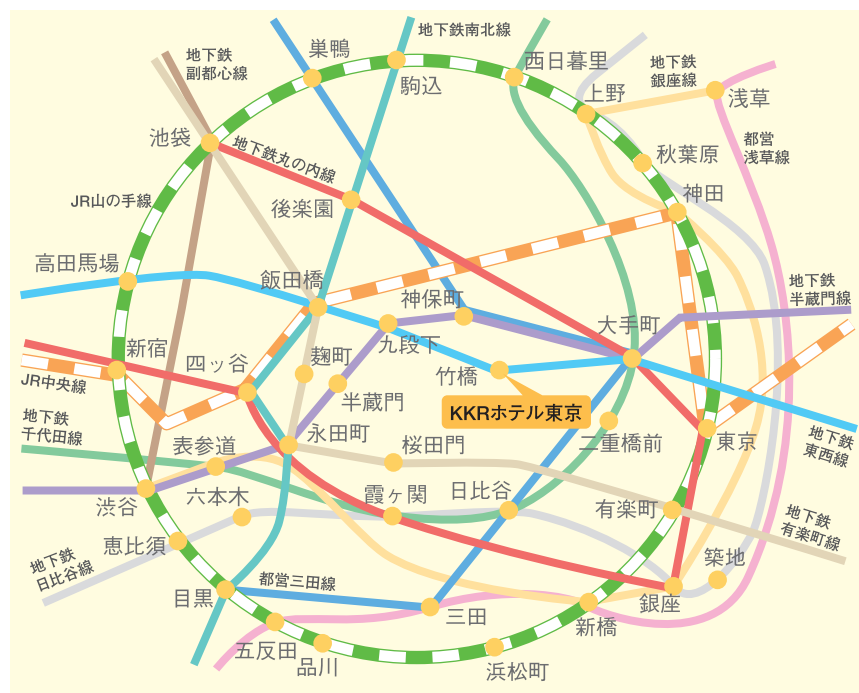 地下鉄南北線
巣鴨
西日暮里
地下鉄
副都心線
駒込
地下鉄
銀座線
上野
浅草
池袋
地下鉄丸の内線
都営
浅草線
秋葉原
神田
JR山の手線
後楽園
高田馬場
飯田橋
神保町
地下鉄
半蔵門線
大手町
新宿
九段下
四ッ谷
麹町
竹橋
JR中央線
半蔵門
KKRホテル東京
地下鉄
千代田線
表参道
永田町
桜田門
二重橋前
東京
地下鉄
東西線
渋谷
六本木
霞ヶ関
日比谷
有楽町
地下鉄
有楽町線
恵比須
地下鉄
日比谷線
築地
都営三田線
目黒
三田
銀座
新橋
五反田
品川
浜松町